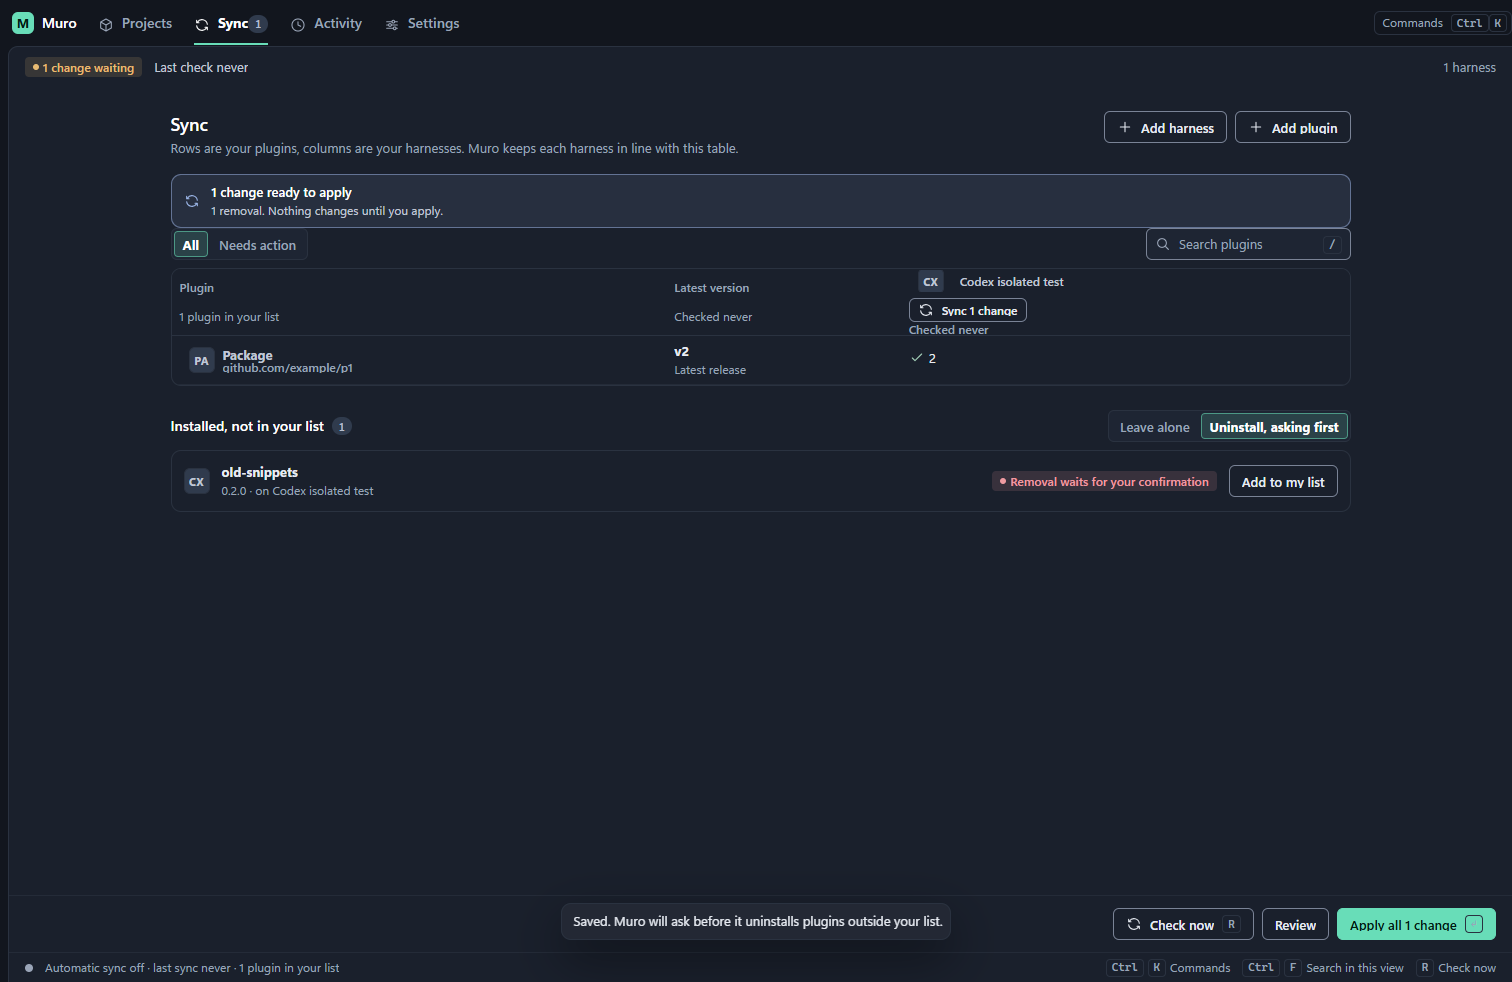 M Muro Projects Sync 1 Activity Settings Commands Ctrl K
1 change waiting Last check never 1 harness
Sync
Rows are your plugins, columns are your harnesses. Muro keeps each harness in line with this table.
+ Add harness + Add plugin
1 change ready to apply
1 removal. Nothing changes until you apply.
All Needs action Search plugins /
Plugin Latest version CX Codex isolated test
1 plugin in your list Checked never Sync 1 change
Checked never
PA Package v2 2
github.com/example/p1 Latest release
Installed, not in your list 1 Leave alone Uninstall, asking first
CX old-snippets Removal waits for your confirmation Add to my list
0.2.0 · on Codex isolated test
Saved. Muro will ask before it uninstalls plugins outside your list. Check now R Review Apply all 1 change
Automatic sync off · last sync never · 1 plugin in your list Ctrl K Commands Ctrl F Search in this view R Check now